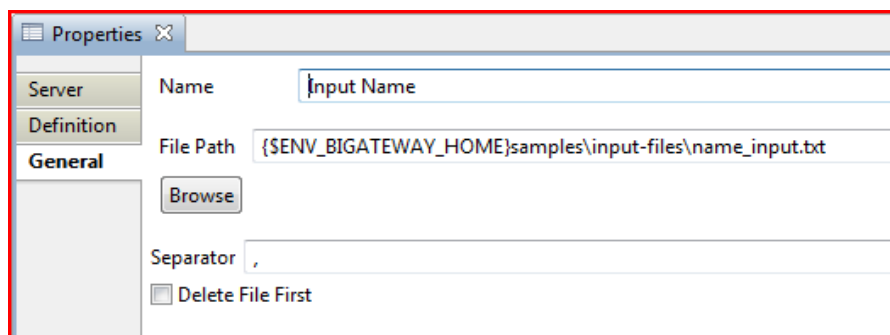 Properties
Server
Definition
General
Name Input Name
File Path {$ENV_BIGATEWAY_HOME}samples\input-files\name_input.txt
Browse
Separator ,
Delete File First